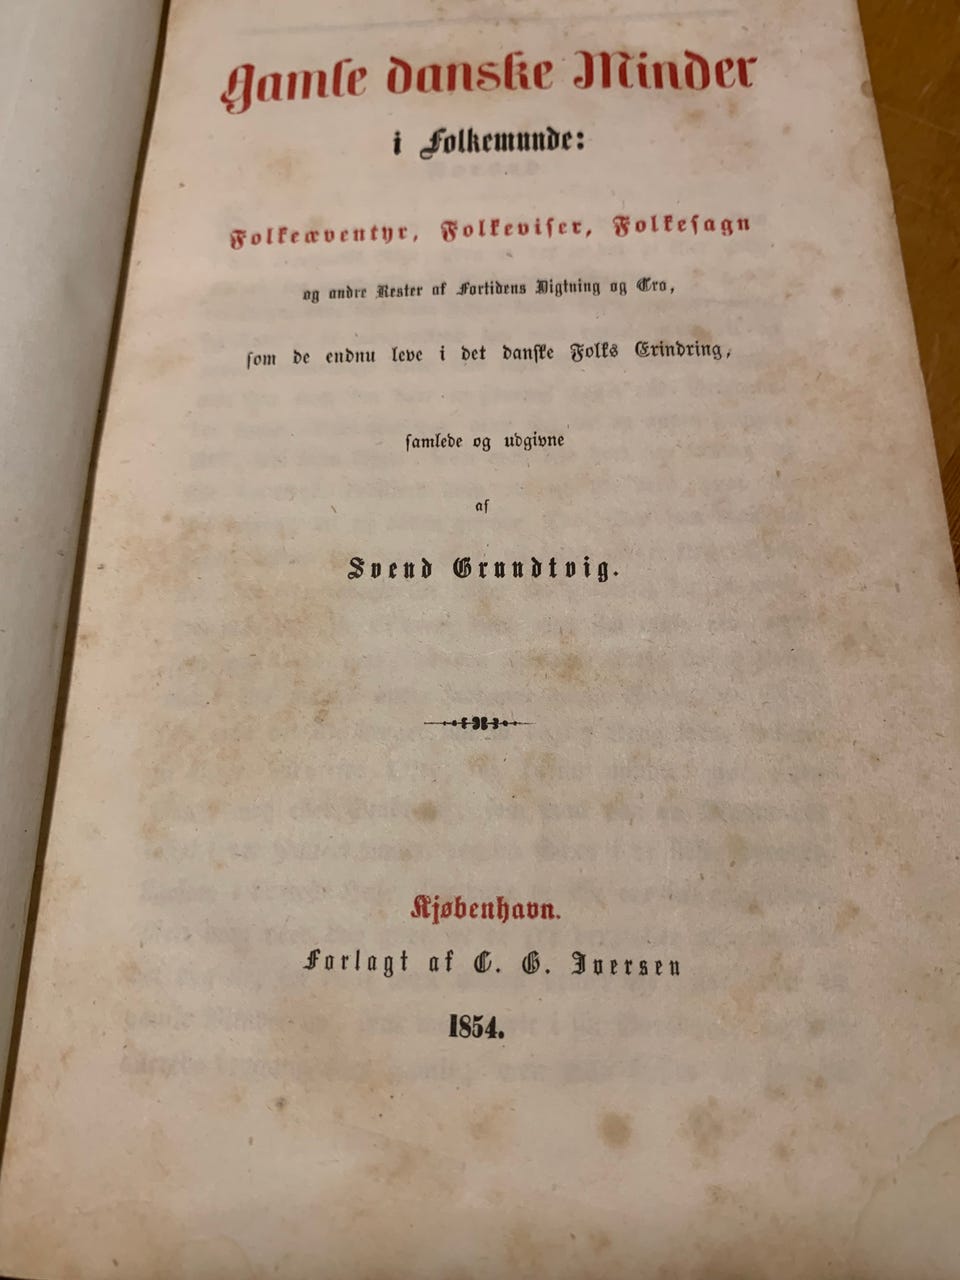 Gamle danske Minder
i Folkemunde:
Folkeæventyr, Folkeviser, Folkesagn
og andre Rester af Fortidens Digtning og Tro,
som de endnu leve i det danske Folks Erindring,
samlede og udgivne
af
Svend Grundtvig.
Kjøbenhavn.
Forlagt af C. G. Iversen
1854.